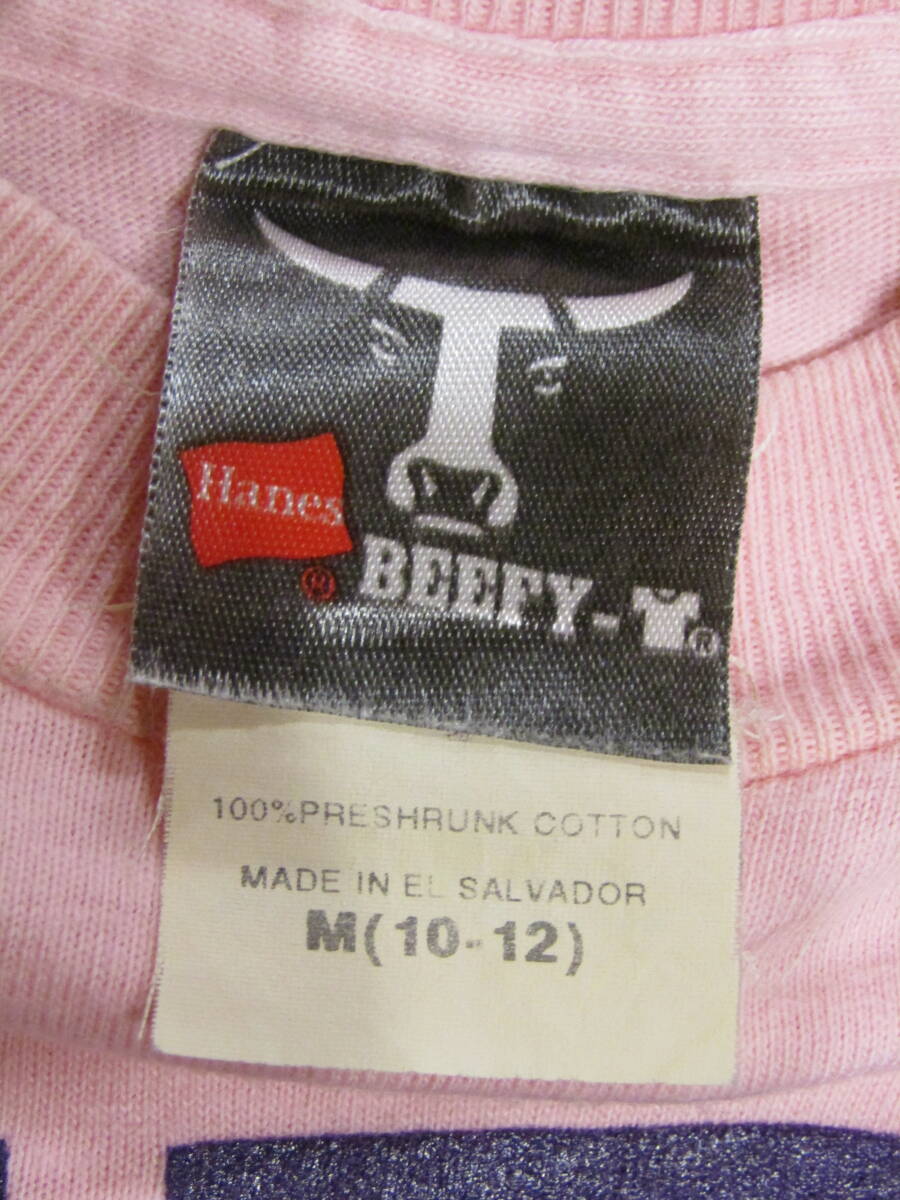 Hanes
®
BEEFY-®
100% PRESHRUNK COTTON
MADE IN EL SALVADOR
M(10-12)